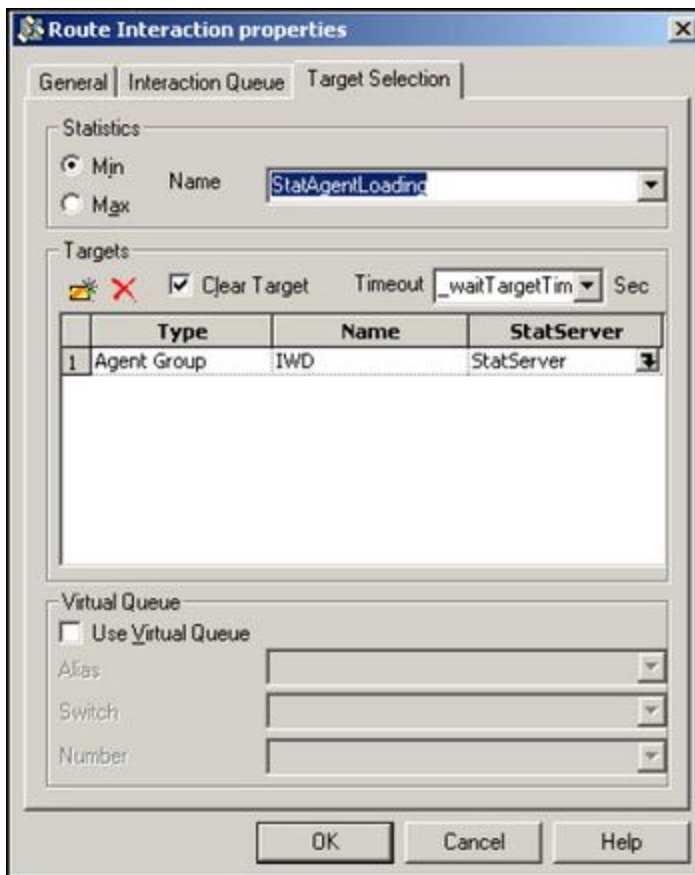 Route Interaction properties
General
Interaction Queue
Target Selection
Statistics
Min
Max
Name
StatAgentLoading
Targets
Clear Target
Timeout
_waitTargetTim
Sec
Type Name StatServer
1 Agent Group IWD StatServer
Virtual Queue
Use Virtual Queue
Alias
Switch
Number
OK Cancel Help